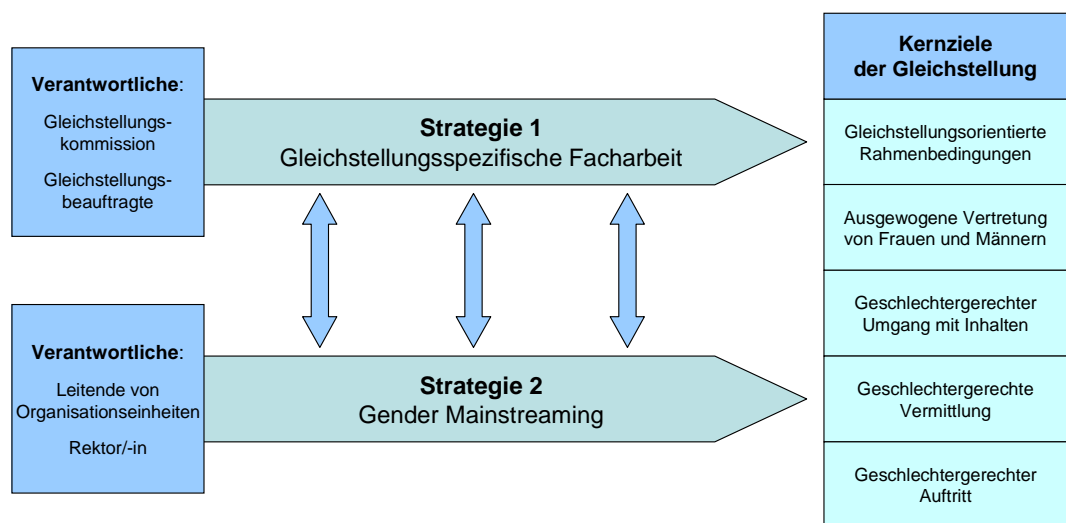 Verantwortliche:
Gleichstellungs-
kommission
Gleichstellungs-
beauftragte
Strategie 1
Gleichstellungsspezifische Facharbeit
Verantwortliche:
Leitende von
Organisationseinheiten
Rektor/-in
Strategie 2
Gender Mainstreaming
Kernziele
der Gleichstellung
Gleichstellungsorientierte
Rahmenbedingungen
Ausgewogene Vertretung
von Frauen und Männern
Geschlechtergerechter
Umgang mit Inhalten
Geschlechtergerechte
Vermittlung
Geschlechtergerechter
Auftritt